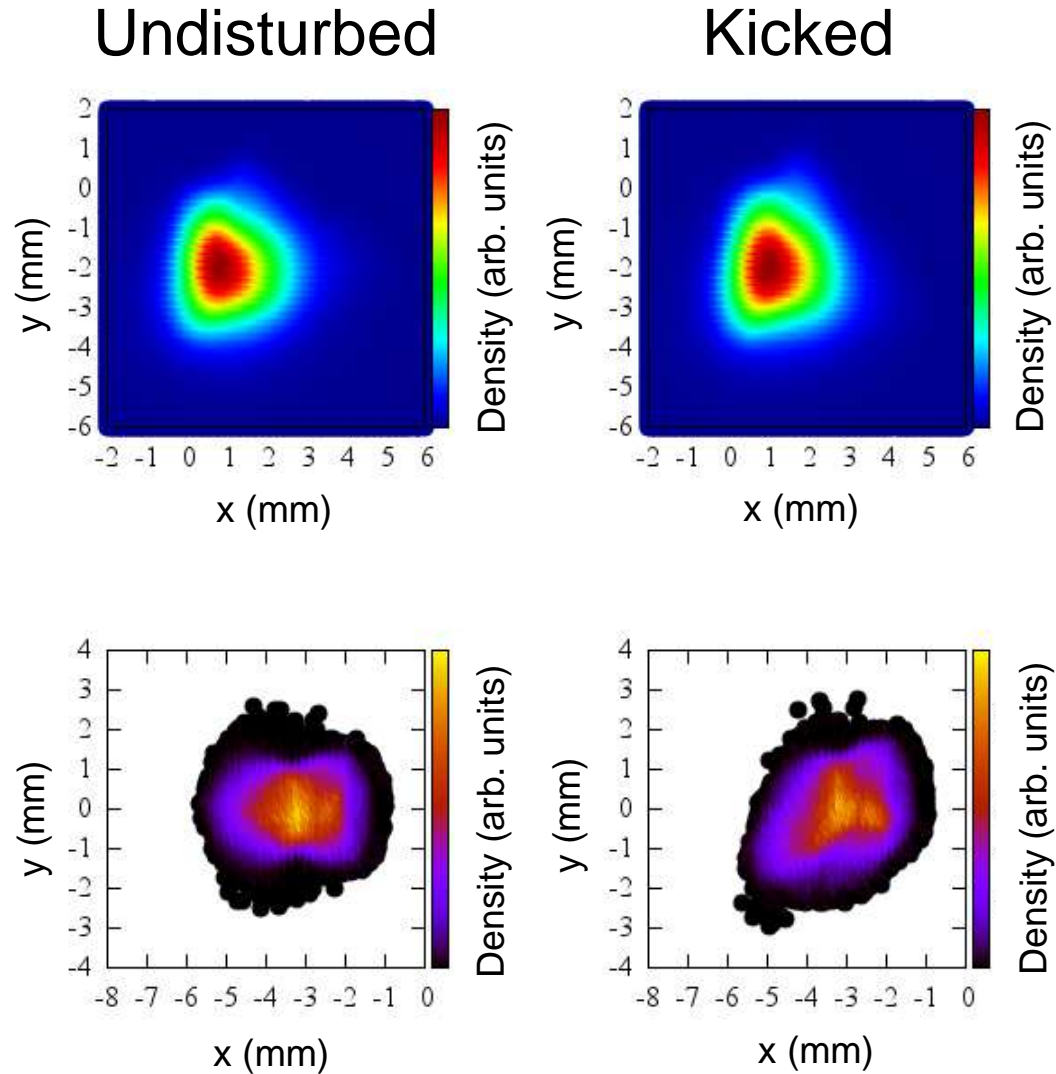 Undisturbed Kicked
2
1
0
-1
-2
-3
-4
-5
-6
y (mm)
-2 -1 0 1 2 3 4 5 6
x (mm)
Density (arb. units)
2
1
0
-1
-2
-3
-4
-5
-6
y (mm)
-2 -1 0 1 2 3 4 5 6
x (mm)
Density (arb. units)
4
3
2
1
0
-1
-2
-3
-4
y (mm)
-8 -7 -6 -5 -4 -3 -2 -1 0
x (mm)
Density (arb. units)
4
3
2
1
0
-1
-2
-3
-4
y (mm)
-8 -7 -6 -5 -4 -3 -2 -1 0
x (mm)
Density (arb. units)